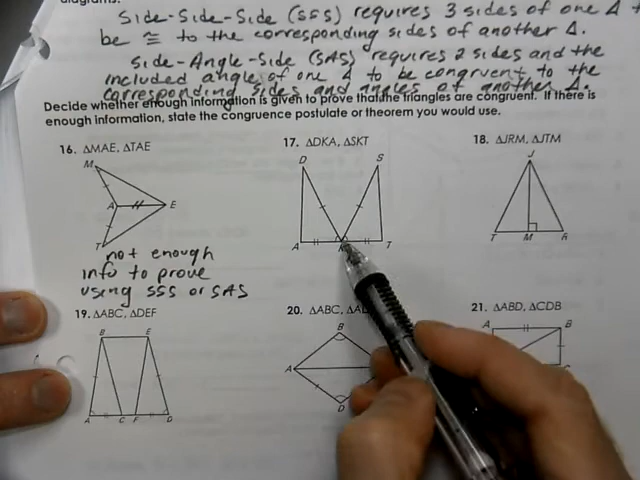 diagrams.
Side-Side-Side (SSS) requires 3 sides of one Δ
be ≅ to the corresponding sides of another Δ.
Side-Angle-Side (SAS) requires 2 sides and the
included angle of one Δ to be congruent to the
corresponding sides and angles of another Δ.
Decide whether enough information is given to prove that the triangles are congruent. If there is
enough information, state the congruence postulate or theorem you would use.
16. ΔMAE, ΔTAE
17. ΔDKA, ΔSKT
18. ΔJRM, ΔJTM
M
A
E
T
D
S
A
T
J
T
M
R
not enough
info to prove
using SSS or SAS
19. ΔABC, ΔDEF
20. ΔABC,
21. ΔABD, ΔCDB
B
E
A
C
F
D
B
A
D
A
B